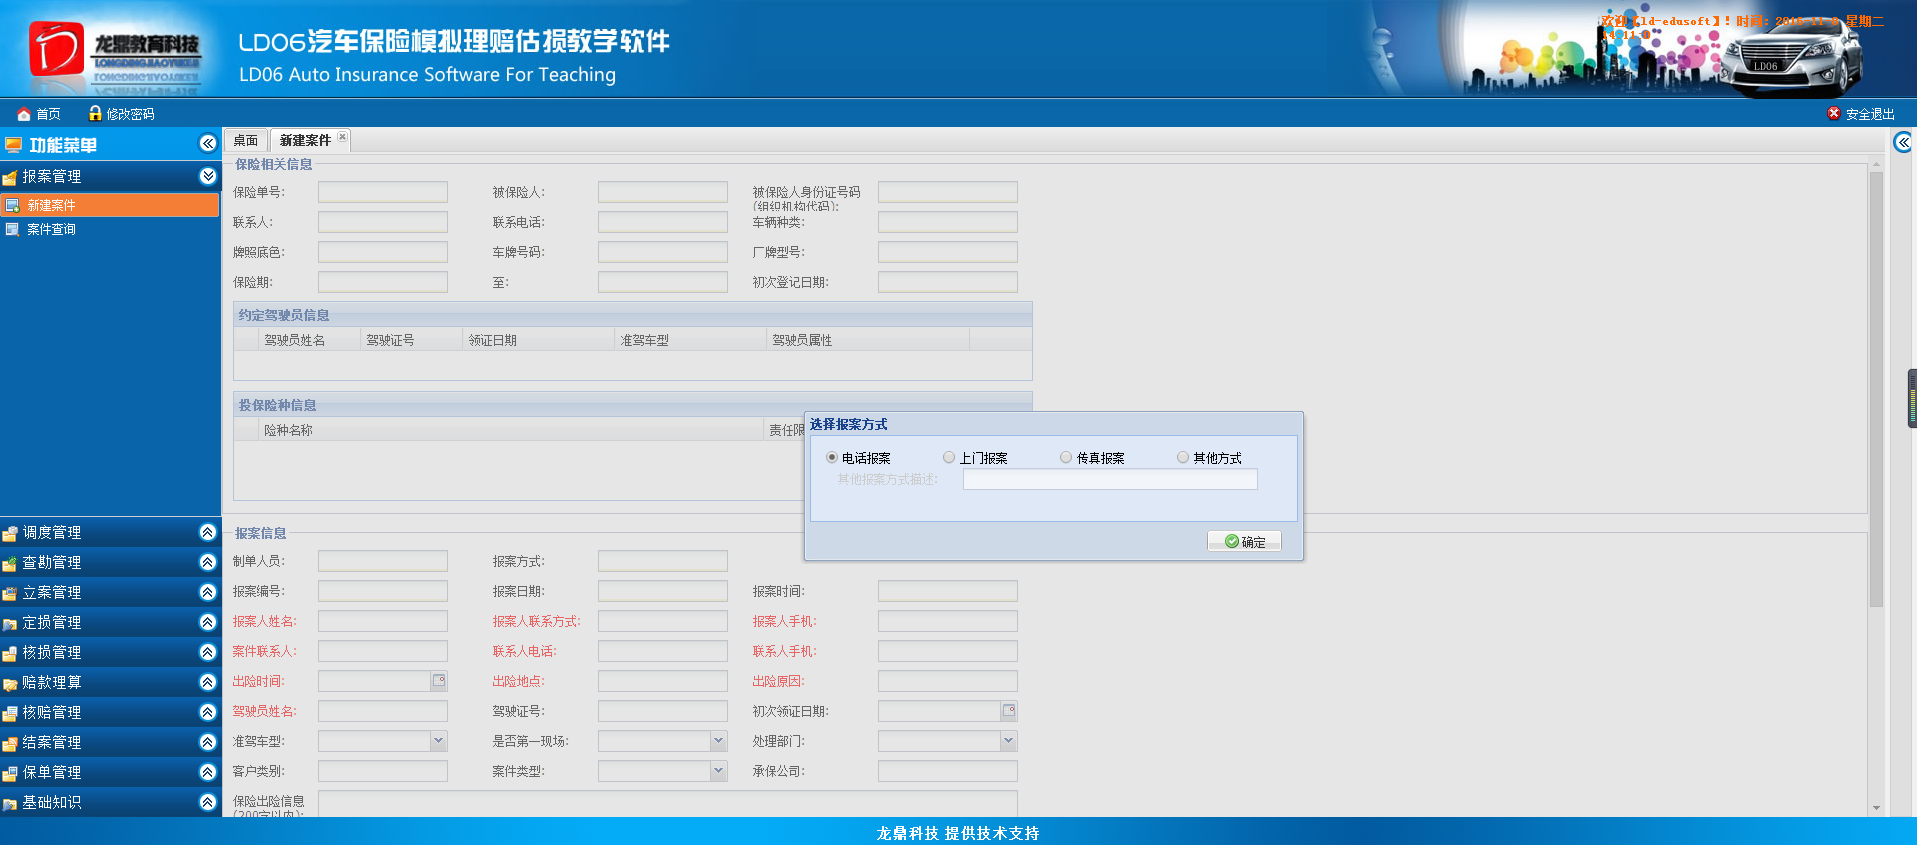 龙鼎教育科技
LONGDINGJIAOYUKEJI
LD06汽车保险模拟理赔估损教学软件
LD06 Auto Insurance Software For Teaching
欢迎【ld-edusoft】! 时间: 2016-11-8 星期二
LD06
首页 修改密码 安全退出
功能菜单
报案管理
新建案件
案件查询
调度管理
查勘管理
立案管理
定损管理
核损管理
赔款理算
核赔管理
结案管理
保单管理
基础知识
桌面 新建案件
保险相关信息
保险单号: 被保险人: 被保险人身份证号码
(组织机构代码):
联系人: 联系电话: 车辆种类:
牌照底色: 车牌号码: 厂牌型号:
保险期: 至: 初次登记日期:
约定驾驶员信息
驾驶员姓名 驾驶证号 领证日期 准驾车型 驾驶员属性
投保险种信息
险种名称 责任限
选择报案方式
电话报案 上门报案 传真报案 其他方式
其他报案方式描述:
确定
报案信息
制单人员: 报案方式:
报案编号: 报案日期: 报案时间:
报案人姓名: 报案人联系方式: 报案人手机:
案件联系人: 联系人电话: 联系人手机:
出险时间: 出险地点: 出险原因:
驾驶员姓名: 驾驶证号: 初次领证日期:
准驾车型: 是否第一现场: 处理部门:
客户类别: 案件类型: 承保公司:
保险出险信息
(200字以内):
龙鼎科技 提供技术支持